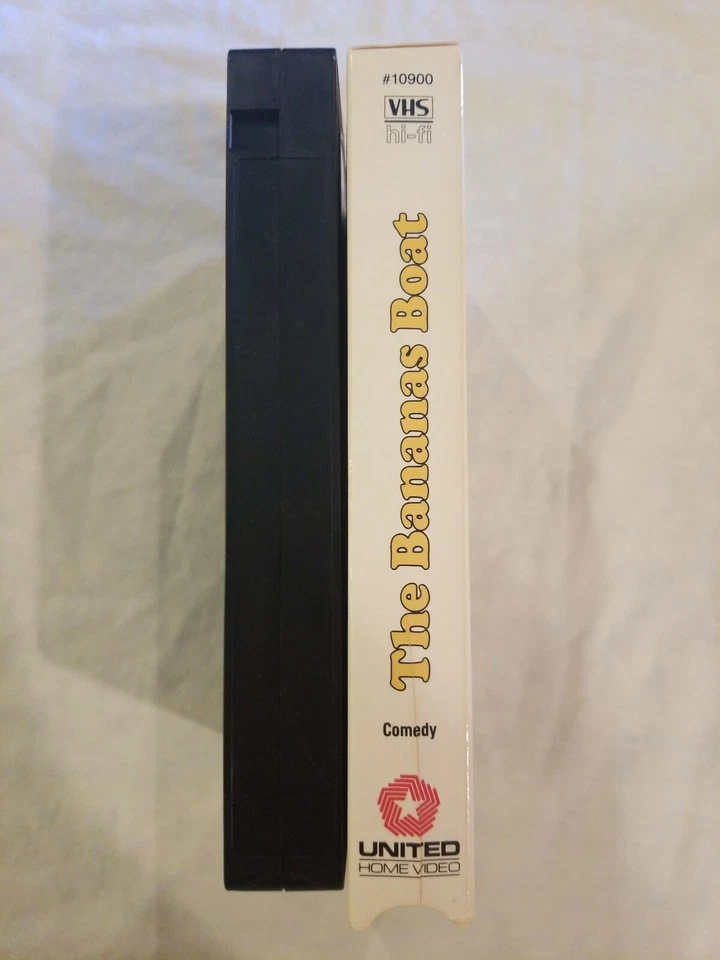 #10900
VHS
hi-fi
The Bananas Boat
Comedy
UNITED
HOME VIDEO